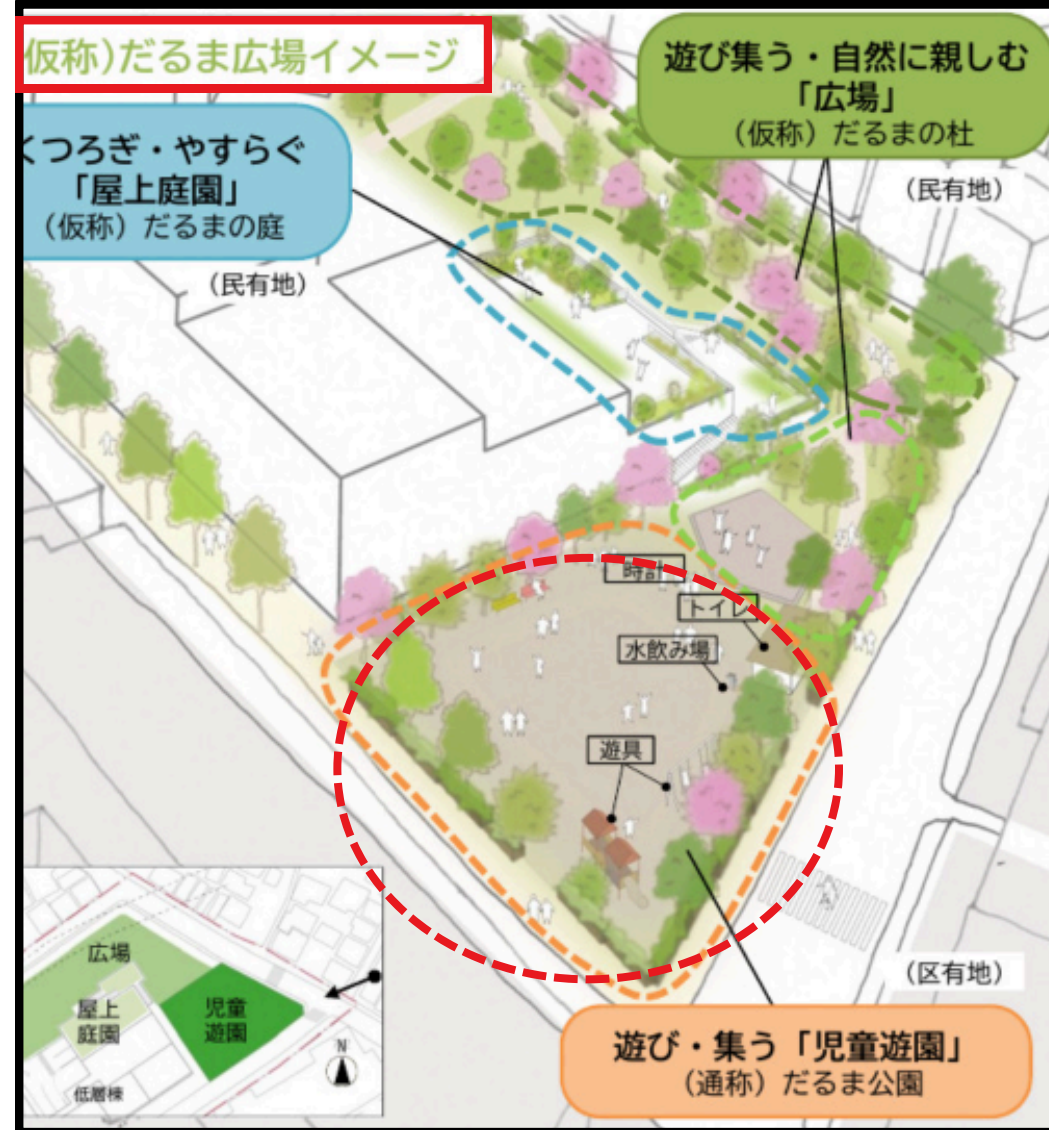 仮称)だるま広場イメージ
遊び集う・自然に親しむ
「広場」
（仮称）だるまの杜
くつろぎ・やすらぐ
「屋上庭園」
（仮称）だるまの庭
（民有地）
（民有地）
時計
トイレ
水飲み場
遊具
（区有地）
遊び・集う「児童遊園」
（通称）だるま公園
広場
屋上
庭園
児童
遊園
低層棟
N